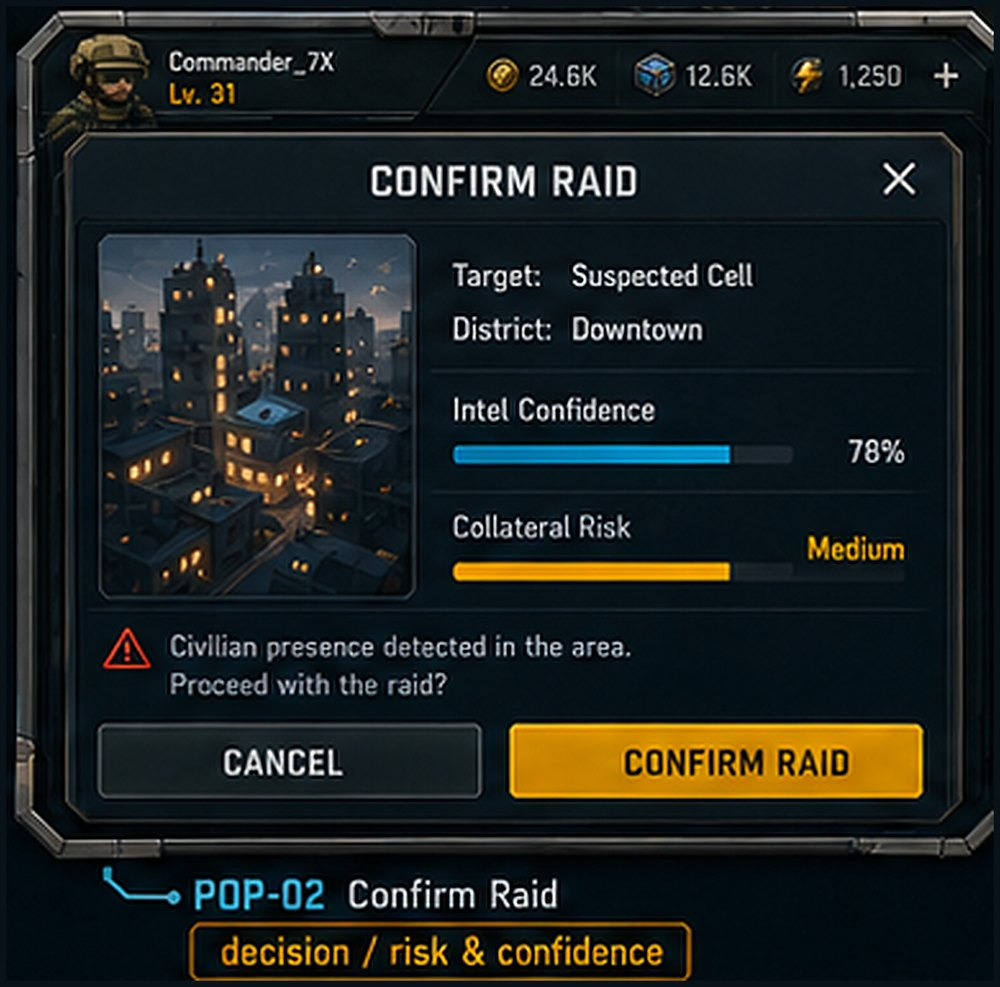 Commander_7X
Lv. 31
24.6K
12.6K
1,250
CONFIRM RAID
Target: Suspected Cell
District: Downtown
Intel Confidence
78%
Collateral Risk
Medium
Civilian presence detected in the area.
Proceed with the raid?
CANCEL
CONFIRM RAID
POP-02 Confirm Raid
decision / risk & confidence